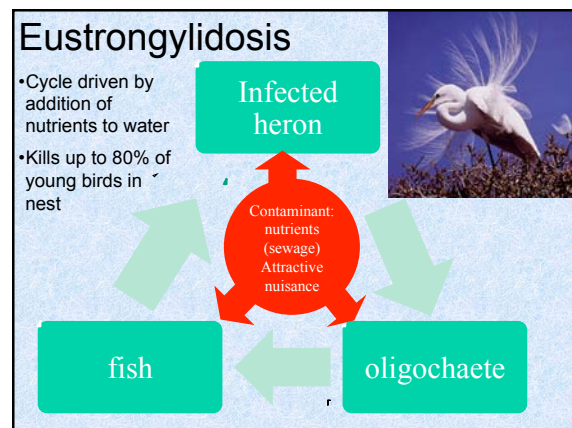 Eustrongylidosis
•Cycle driven by
addition of
nutrients to water
•Kills up to 80% of
young birds in
nest
Infected
heron
Contaminant:
nutrients
(sewage)
Attractive
nuisance
fish
oligochaete